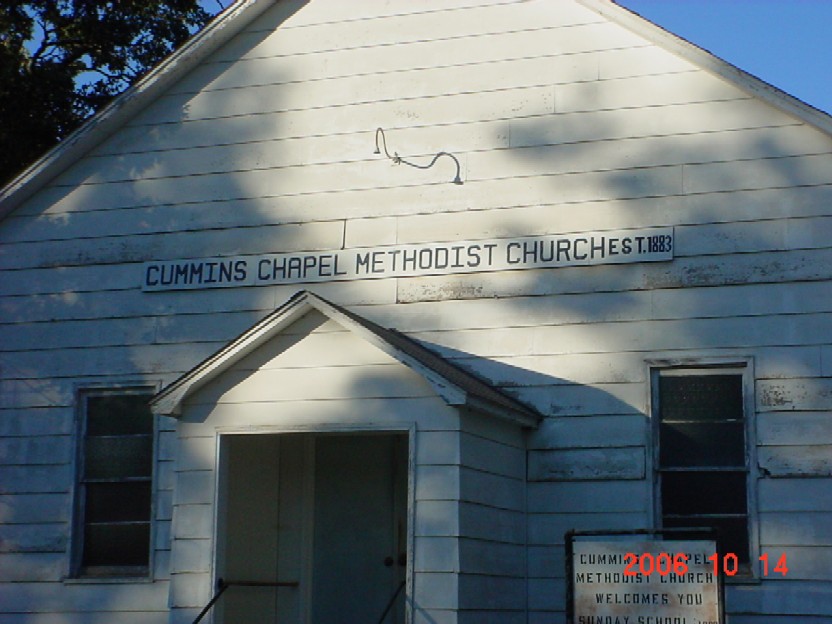 CUMMINS CHAPEL METHODIST CHURCH EST. 1883
CUMMINS CHAPEL
METHODIST CHURCH
WELCOMES YOU
SUNDAY SCHOOL
2006 10 14